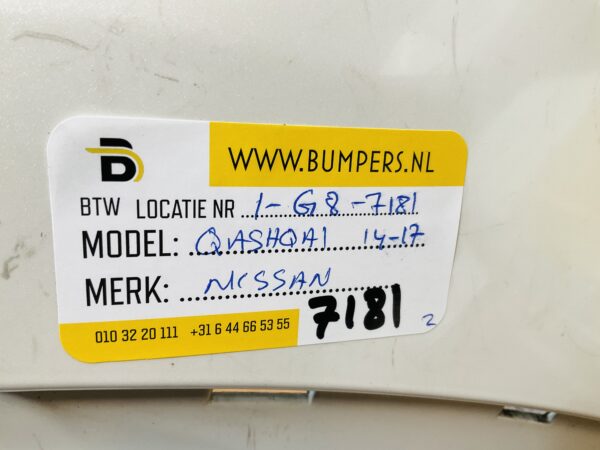 B
WWW.BUMPERS.NL
BTW LOCATIE NR 1-G8-7181
MODEL: QASHQAI 14-17
MERK: NISSAN
010 32 20 111 +31 6 44 66 53 55
7181 2